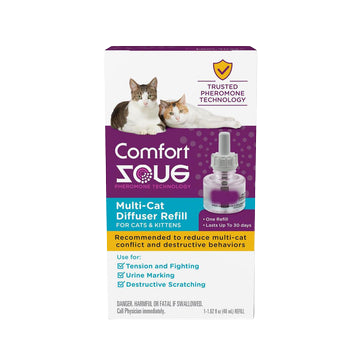 TRUSTED
PHEROMONE
TECHNOLOGY
Comfort
ZOUG
PHEROMONE TECHNOLOGY
Multi-Cat
Diffuser Refill
FOR CATS & KITTENS
• One Refill
• Lasts Up To 30 days
Recommended to reduce multi-cat
conflict and destructive behaviors
Use for:
Tension and Fighting
Urine Marking
Destructive Scratching
DANGER. HARMFUL OR FATAL IF SWALLOWED.
Call Physician immediately.
1-1.62 fl oz (48 mL) REFILL